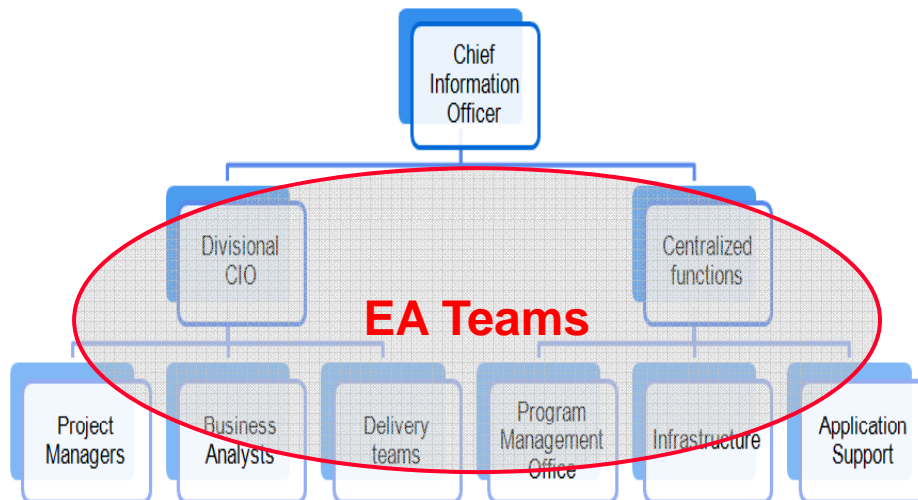 Chief
Information
Officer
Divisional
CIO
Centralized
functions
EA Teams
Project
Managers
Business
Analysts
Delivery
teams
Program
Management
Office
Infrastructure
Application
Support